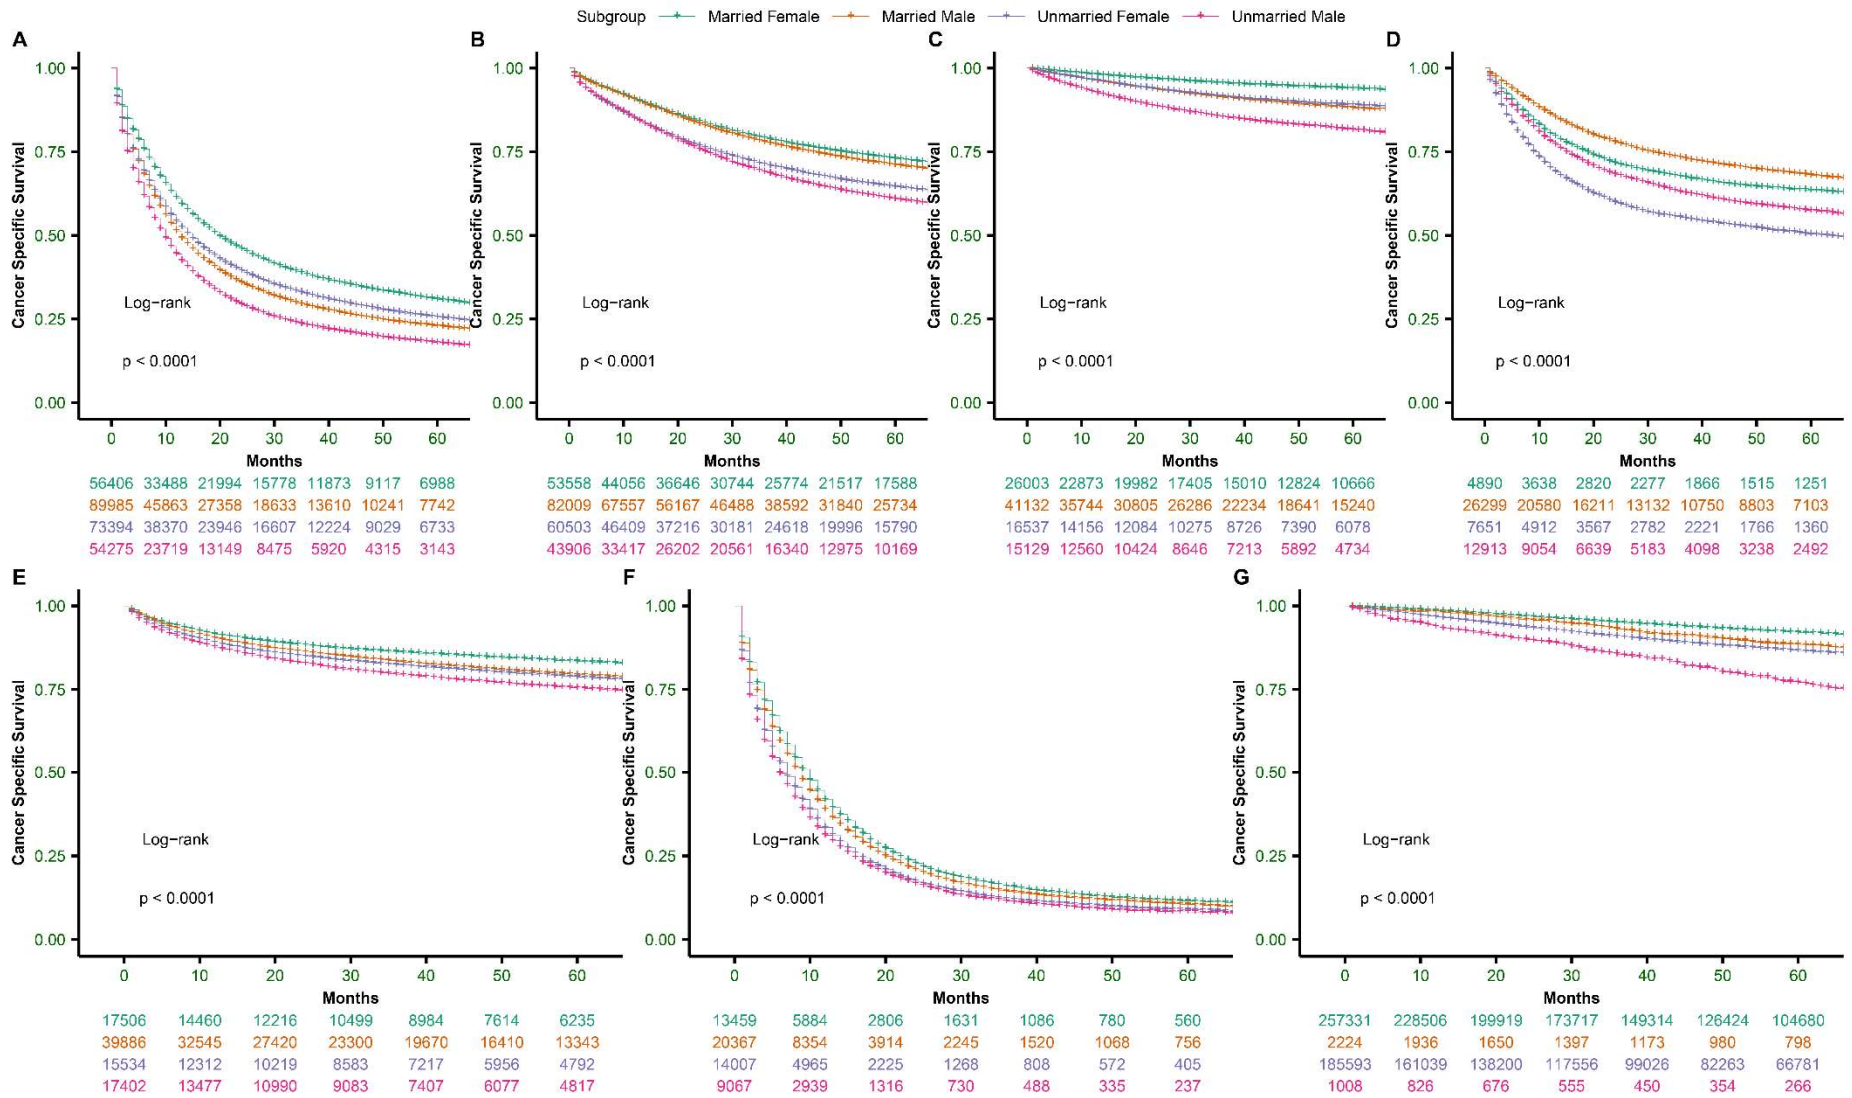 Subgroup Married Female Married Male Unmarried Female Unmarried Male
A
Cancer Specific Survival
1.00
0.75
0.50
0.25
0.00
Log−rank
p < 0.0001
0 10 20 30 40 50 60
Months
56406 33488 21994 15778 11873 9117 6988
89985 45863 27358 18633 13610 10241 7742
73394 38370 23946 16607 12224 9029 6733
54275 23719 13149 8475 5920 4315 3143
B
Cancer Specific Survival
1.00
0.75
0.50
0.25
0.00
Log−rank
p < 0.0001
0 10 20 30 40 50 60
Months
53558 44056 36646 30744 25774 21517 17588
82009 67557 56167 46488 38592 31840 25734
60503 46409 37216 30181 24618 19996 15790
43906 33417 26202 20561 16340 12975 10169
C
Cancer Specific Survival
1.00
0.75
0.50
0.25
0.00
Log−rank
p < 0.0001
0 10 20 30 40 50 60
Months
26003 22873 19982 17405 15010 12824 10666
41132 35744 30805 26286 22234 18641 15240
16537 14156 12084 10275 8726 7390 6078
15129 12560 10424 8646 7213 5892 4734
D
Cancer Specific Survival
1.00
0.75
0.50
0.25
0.00
Log−rank
p < 0.0001
0 10 20 30 40 50 60
Months
4890 3638 2820 2277 1866 1515 1251
26299 20580 16211 13132 10750 8803 7103
7651 4912 3567 2782 2221 1766 1360
12913 9054 6639 5183 4098 3238 2492
E
Cancer Specific Survival
1.00
0.75
0.50
0.25
0.00
Log−rank
p < 0.0001
0 10 20 30 40 50 60
Months
17506 14460 12216 10499 8984 7614 6235
39886 32545 27420 23300 19670 16410 13343
15534 12312 10219 8583 7217 5956 4792
17402 13477 10990 9083 7407 6077 4817
F
Cancer Specific Survival
1.00
0.75
0.50
0.25
0.00
Log−rank
p < 0.0001
0 10 20 30 40 50 60
Months
13459 5884 2806 1631 1086 780 560
20367 8354 3914 2245 1520 1068 756
14007 4965 2225 1268 808 572 405
9067 2939 1316 730 488 335 237
G
Cancer Specific Survival
1.00
0.75
0.50
0.25
0.00
Log−rank
p < 0.0001
0 10 20 30 40 50 60
Months
257331 228506 199919 173717 149314 126424 104680
2224 1936 1650 1397 1173 980 798
185593 161039 138200 117556 99026 82263 66781
1008 826 676 555 450 354 266